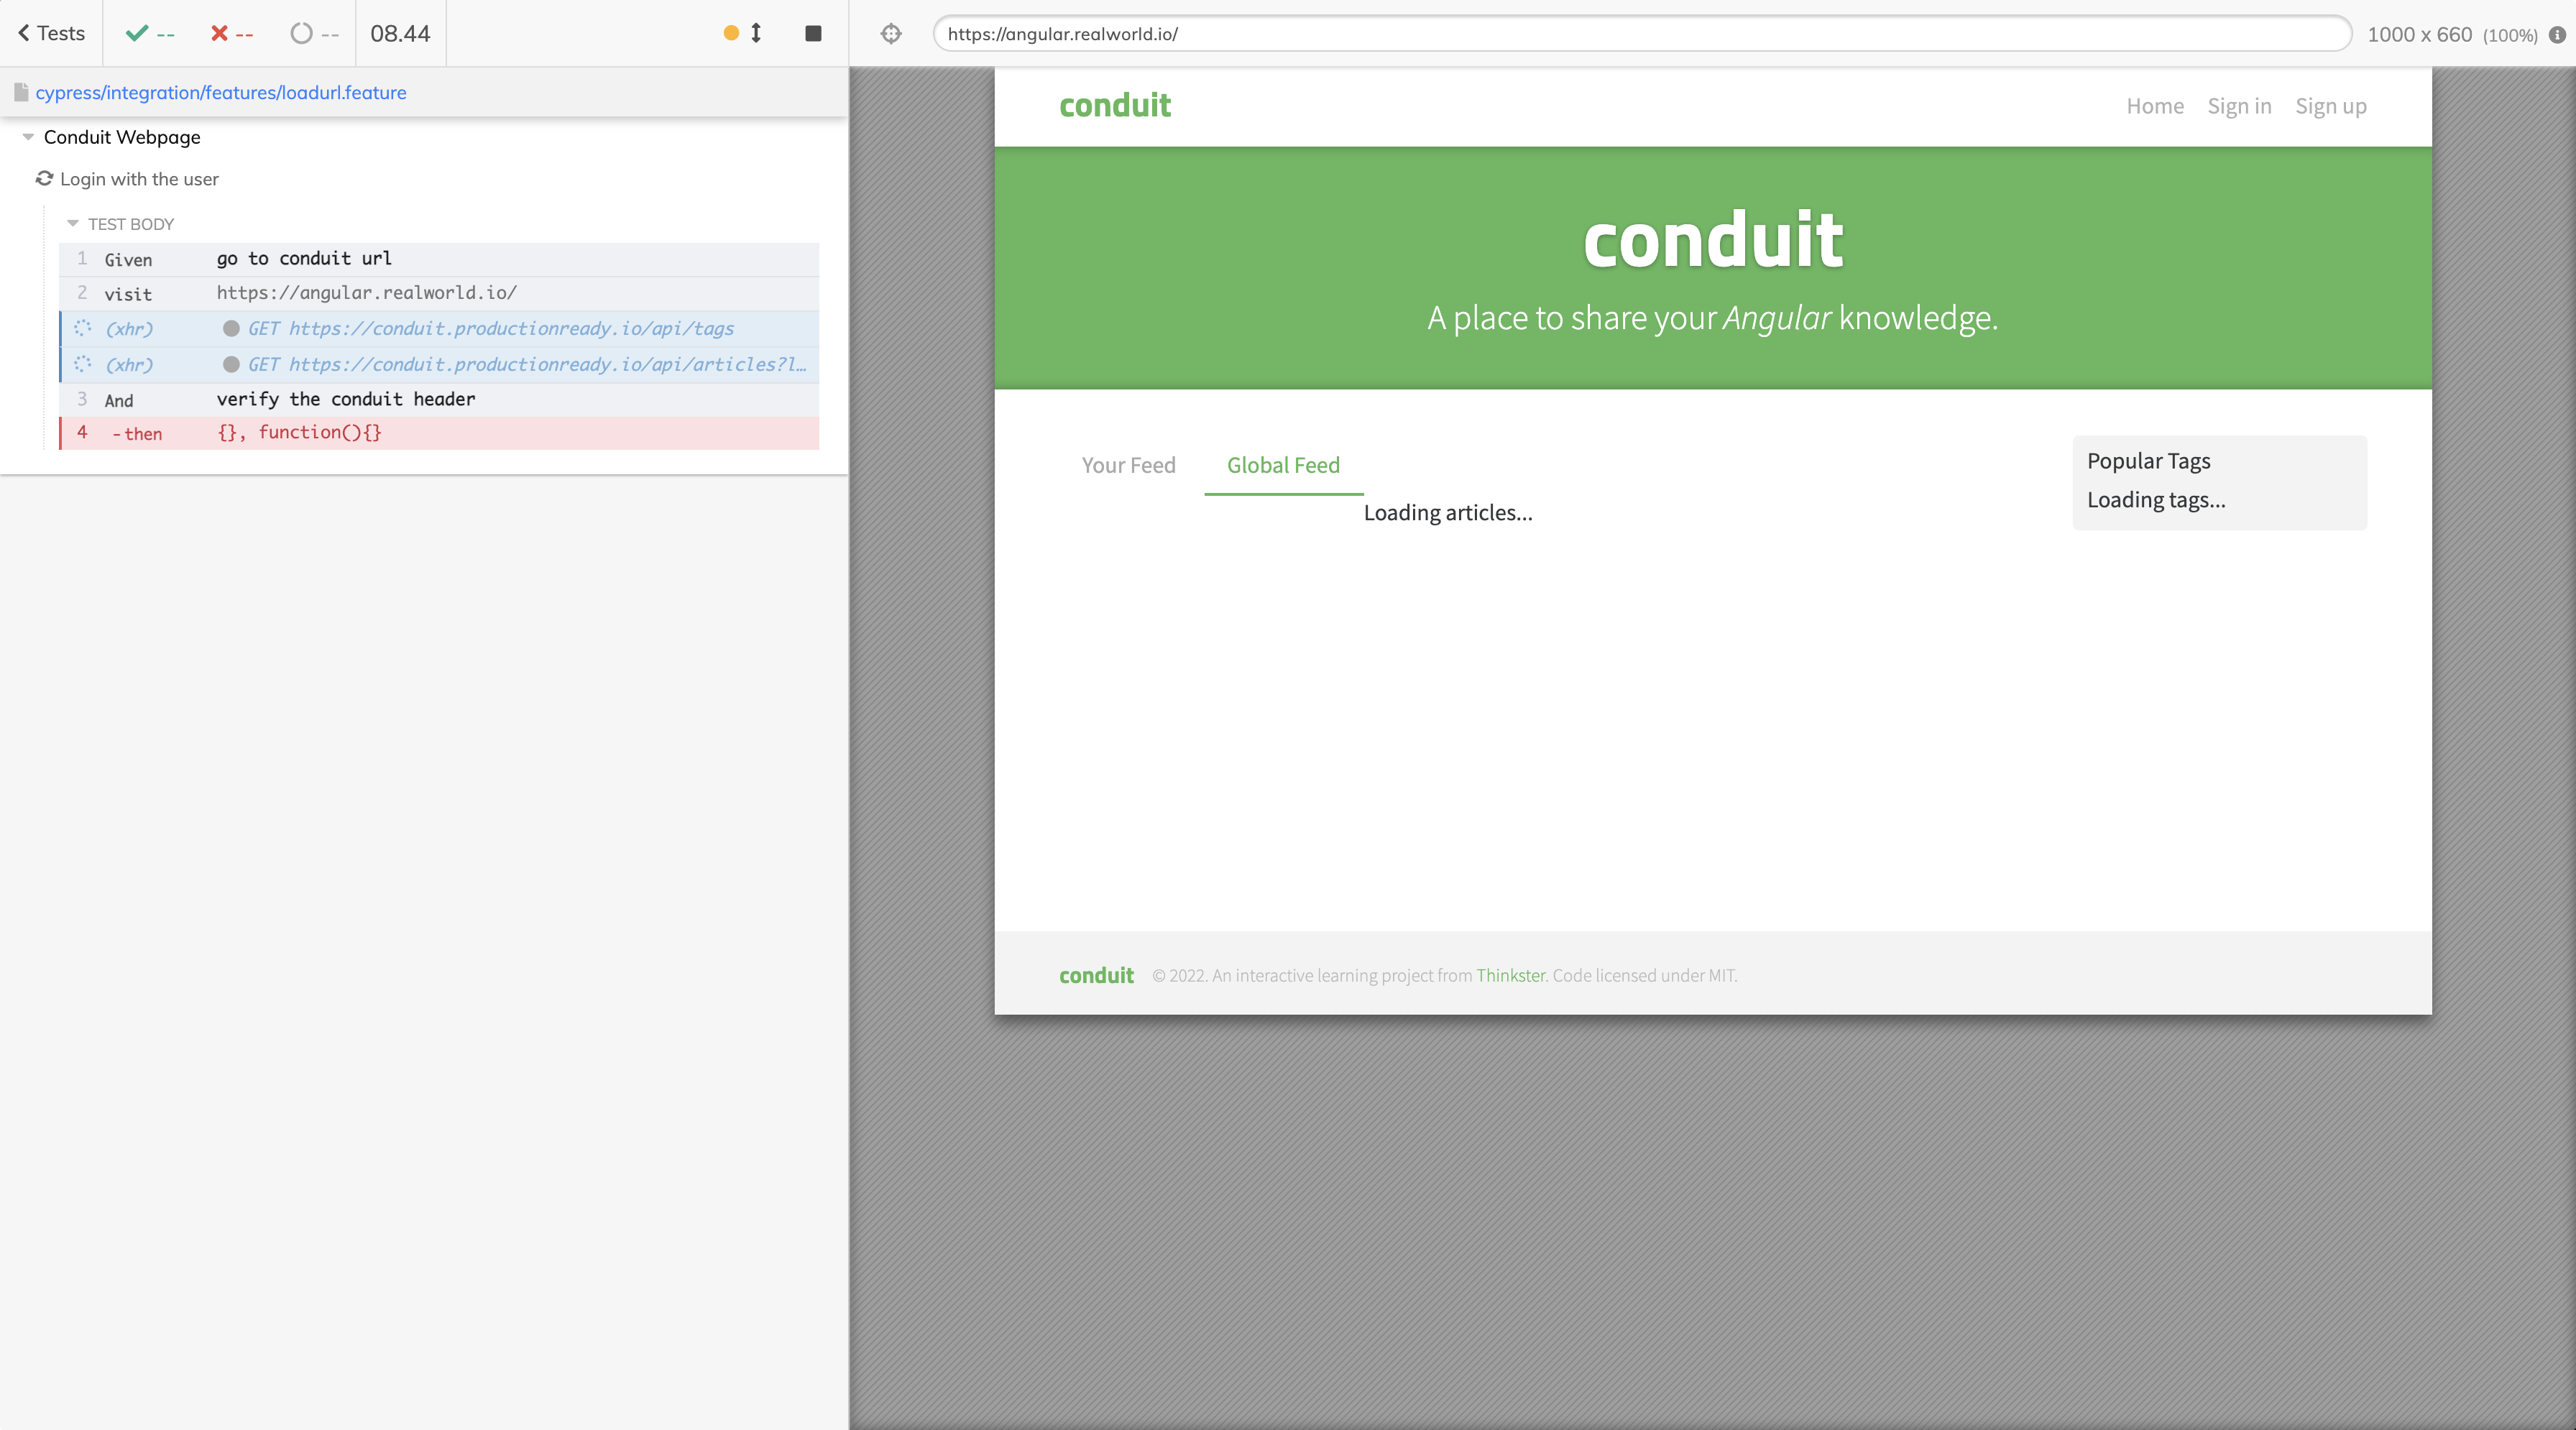 Tests -- -- -- 08.44
https://angular.realworld.io/ 1000 x 660 (100%)
cypress/integration/features/loadurl.feature
Conduit Webpage
Login with the user
TEST BODY
1 Given go to conduit url
2 visit https://angular.realworld.io/
(xhr) GET https://conduit.productionready.io/api/tags
(xhr) GET https://conduit.productionready.io/api/articles?l…
3 And verify the conduit header
4 -then {}, function(){}
conduit Home Sign in Sign up
conduit
A place to share your Angular knowledge.
Your Feed Global Feed
Loading articles...
Popular Tags
Loading tags...
conduit © 2022. An interactive learning project from Thinkster. Code licensed under MIT.